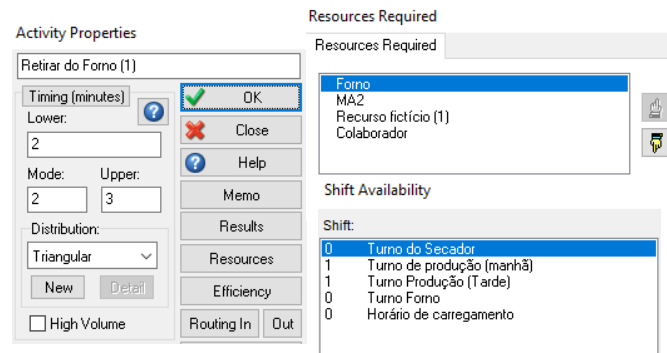 Activity Properties
Retirar do Forno (1)
Timing (minutes)
Lower:
2
Mode: Upper:
2 3
Distribution:
Triangular
New Detail
High Volume
OK
Close
Help
Memo
Results
Resources
Efficiency
Routing In Out
Resources Required
Resources Required
Forno
MA2
Recurso fictício (1)
Colaborador
Shift Availability
Shift:
0 Turno do Secador
1 Turno de produção (manhã)
1 Turno Produção (Tarde)
0 Turno Forno
0 Horário de carregamento